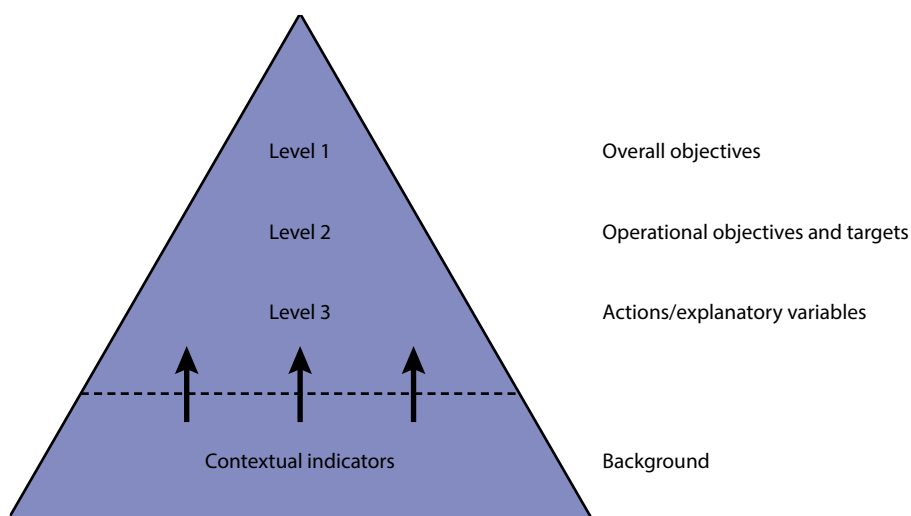 Level 1
Overall objectives
Level 2
Operational objectives and targets
Level 3
Actions/explanatory variables
Contextual indicators
Background